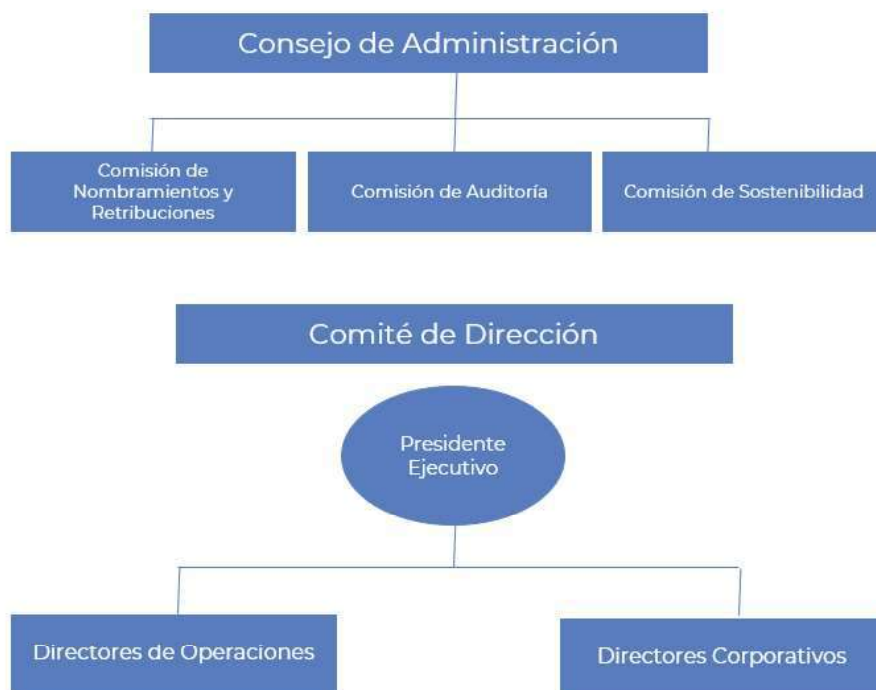 Consejo de Administración
Comisión de
Nombramientos y
Retribuciones
Comisión de Auditoría
Comisión de Sostenibilidad
Comité de Dirección
Presidente
Ejecutivo
Directores de Operaciones
Directores Corporativos